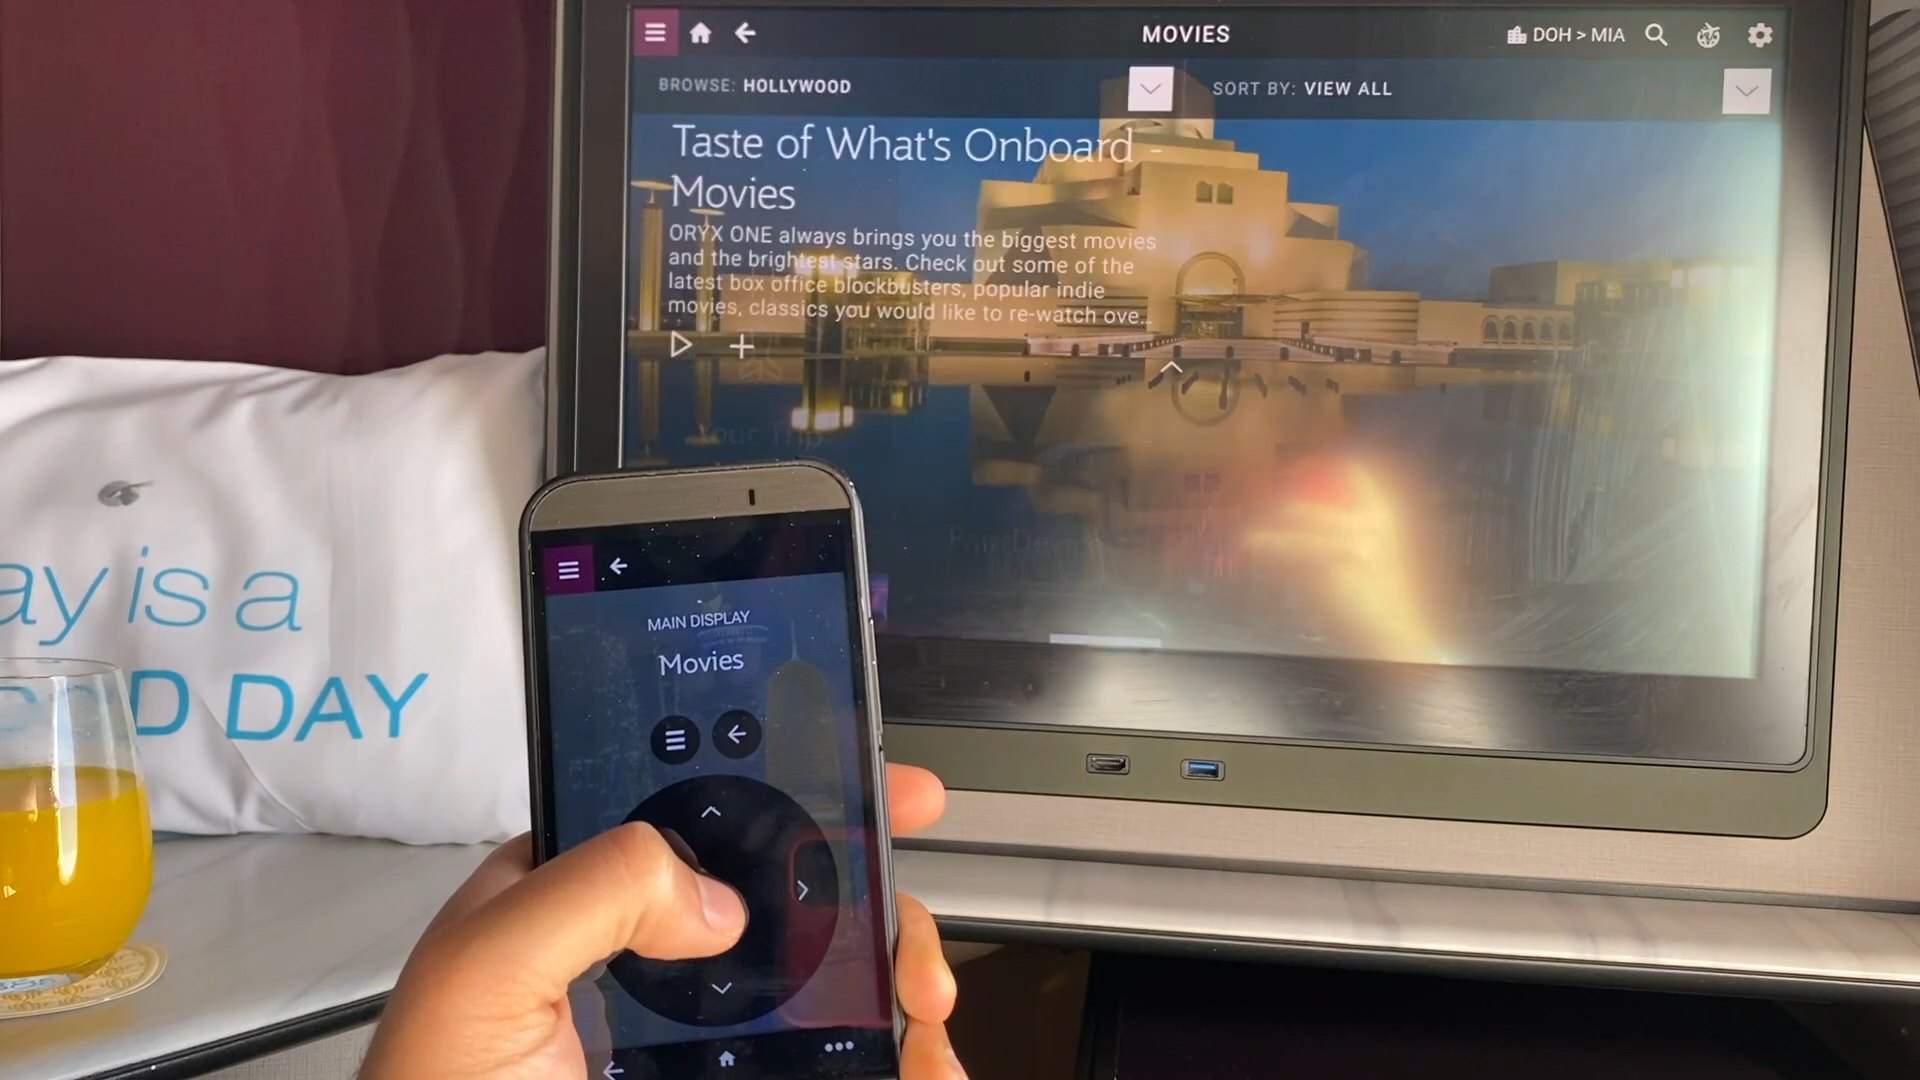 MOVIES
DOH > MIA
BROWSE: HOLLYWOOD
SORT BY: VIEW ALL
Taste of What's Onboard -
Movies
ORYX ONE always brings you the biggest movies
and the brightest stars. Check out some of the
latest box office blockbusters, popular indie
movies, classics you would like to re-watch ove...
Your Trip
MAIN DISPLAY
Movies
ay is a
D DAY